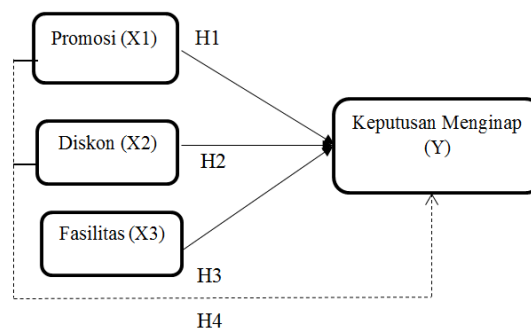 Promosi (X1)
H1
Diskon (X2)
H2
Keputusan Menginap
(Y)
Fasilitas (X3)
H3
H4